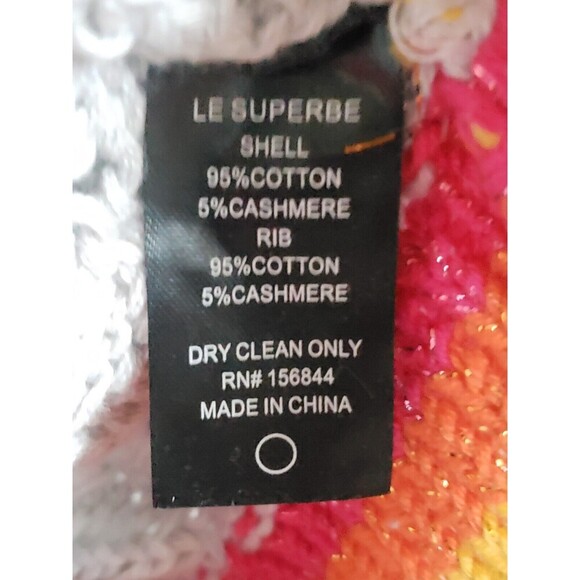 LE SUPERBE
SHELL
95%COTTON
5%CASHMERE
RIB
95%COTTON
5%CASHMERE
DRY CLEAN ONLY
RN# 156844
MADE IN CHINA